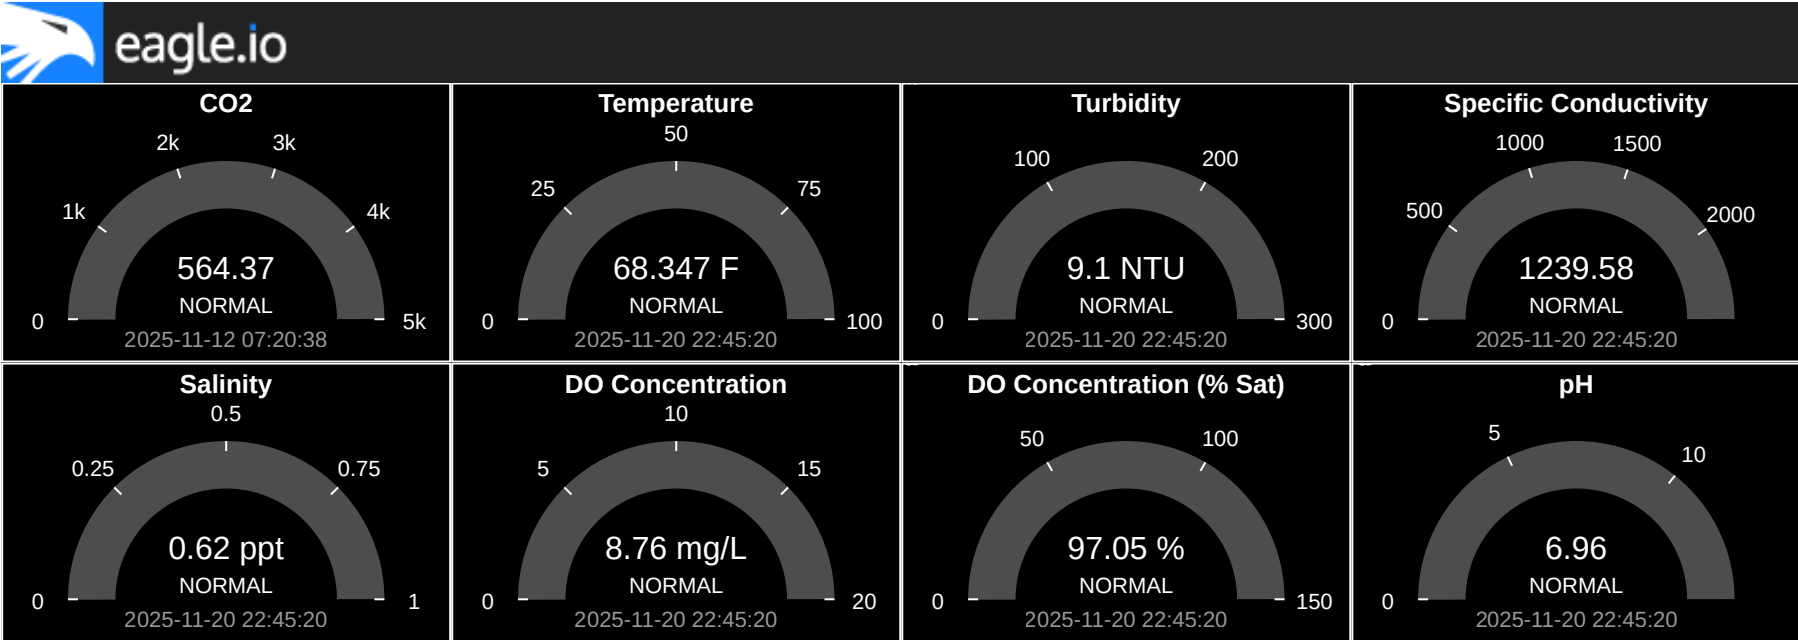 eagle.io
CO2
2k
3k
1k
4k
564.37
NORMAL
0
5k
2025-11-12 07:20:38
Temperature
50
25
75
68.347 F
NORMAL
0
100
2025-11-20 22:45:20
Turbidity
100
200
9.1 NTU
NORMAL
0
300
2025-11-20 22:45:20
Specific Conductivity
1000
1500
500
2000
1239.58
NORMAL
0
2025-11-20 22:45:20
Salinity
0.5
0.25
0.75
0.62 ppt
NORMAL
0
1
2025-11-20 22:45:20
DO Concentration
10
5
15
8.76 mg/L
NORMAL
0
20
2025-11-20 22:45:20
DO Concentration (% Sat)
50
100
97.05 %
NORMAL
0
150
2025-11-20 22:45:20
pH
5
10
6.96
NORMAL
0
2025-11-20 22:45:20